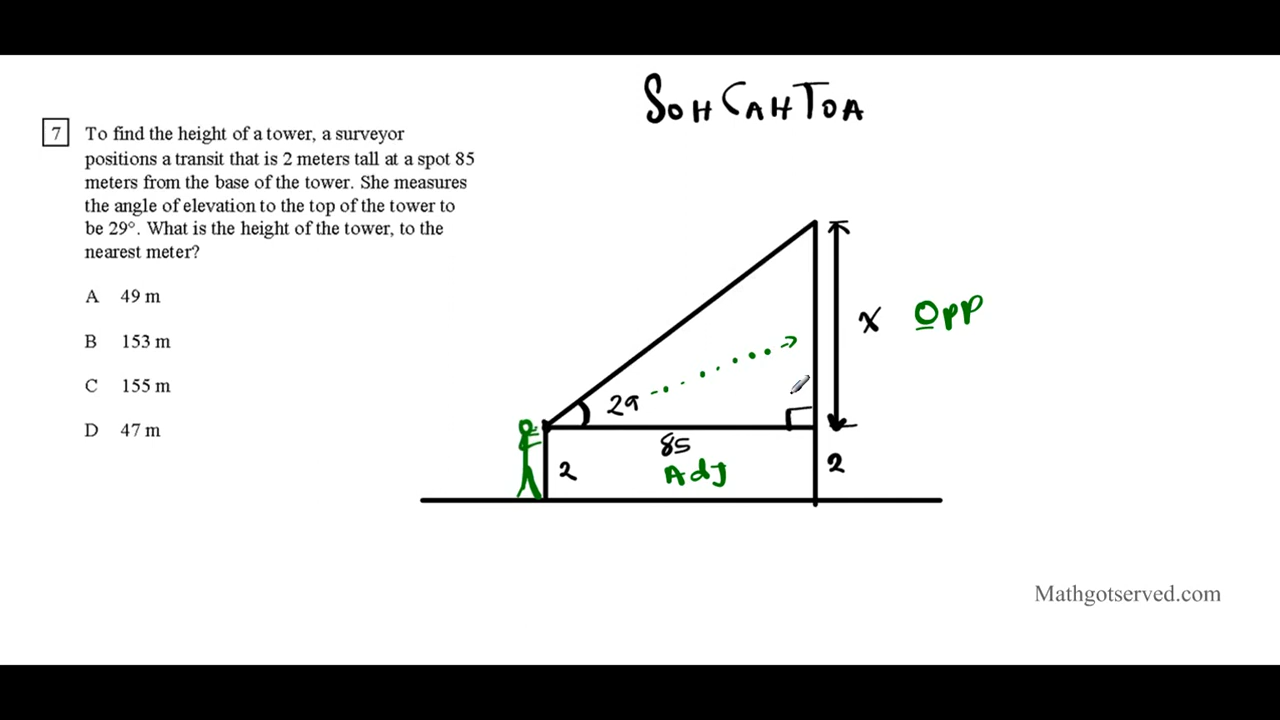 SOHCAHTOA
7 To find the height of a tower, a surveyor
positions a transit that is 2 meters tall at a spot 85
meters from the base of the tower. She measures
the angle of elevation to the top of the tower to
be 29°. What is the height of the tower, to the
nearest meter?
A 49 m
B 153 m
C 155 m
D 47 m
x Opp
29
85
Adj
2
2
Mathgotserved.com